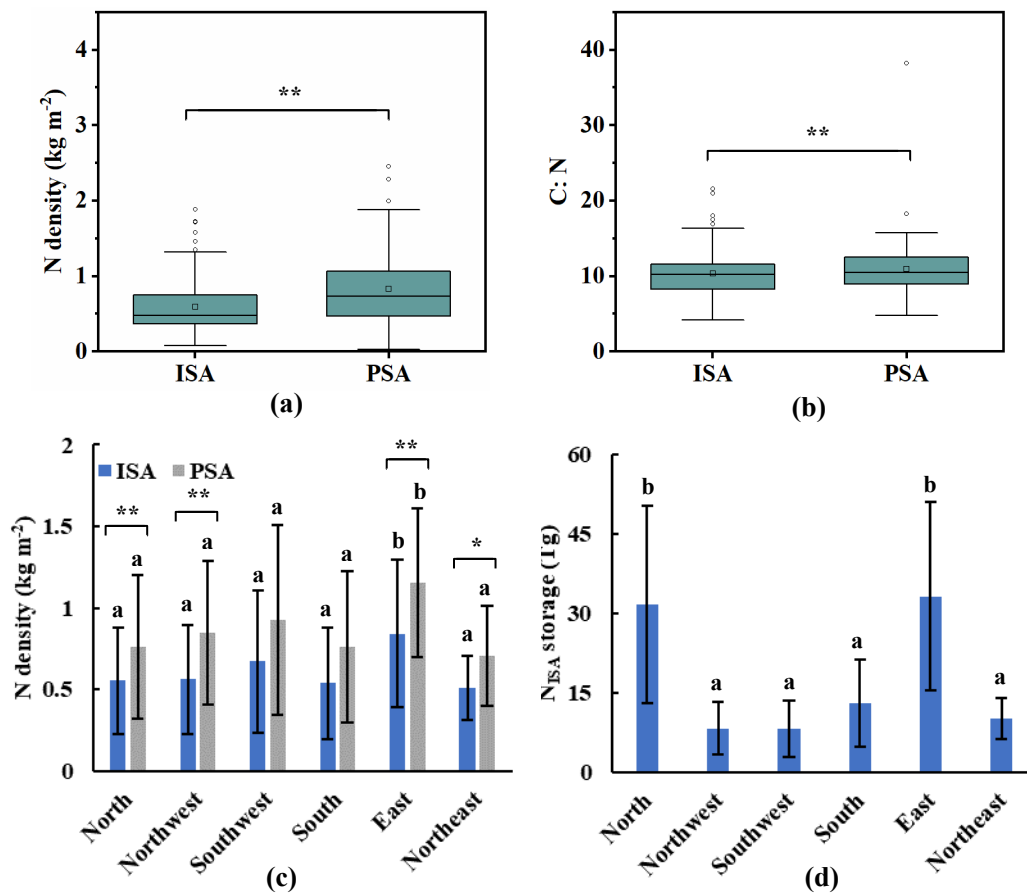 4
3
2
1
0
N density (kg m⁻²)
**
ISA PSA
(a)
40
30
20
10
0
C: N
**
ISA PSA
(b)
2
1.5
1
0.5
0
N density (kg m⁻²)
ISA PSA
** ** ** *
a a a a a a a a b b a a
North Northwest Southwest South East Northeast
(c)
60
45
30
15
0
N_ISA storage (Tg)
b a a a b a
North Northwest Southwest South East Northeast
(d)